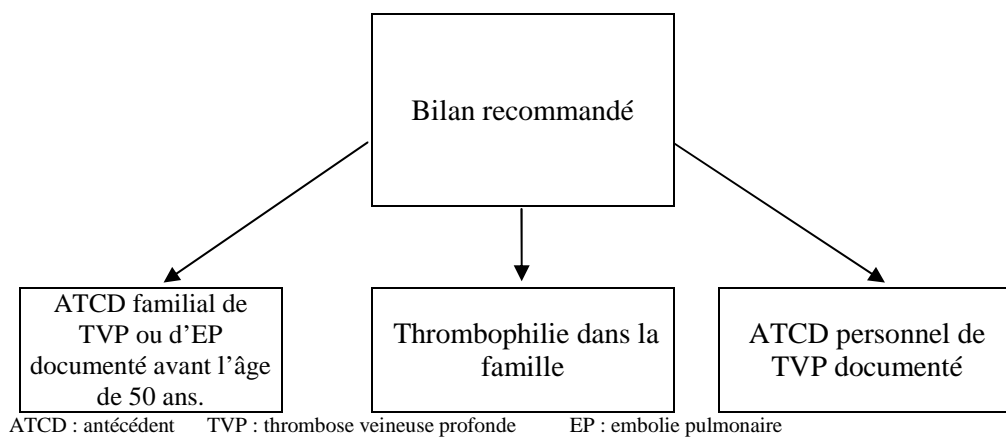 Bilan recommandé
ATCD familial de
TVP ou d’EP
documenté avant l’âge
de 50 ans.
Thrombophilie dans la
famille
ATCD personnel de
TVP documenté
ATCD : antécédent TVP : thrombose veineuse profonde EP : embolie pulmonaire